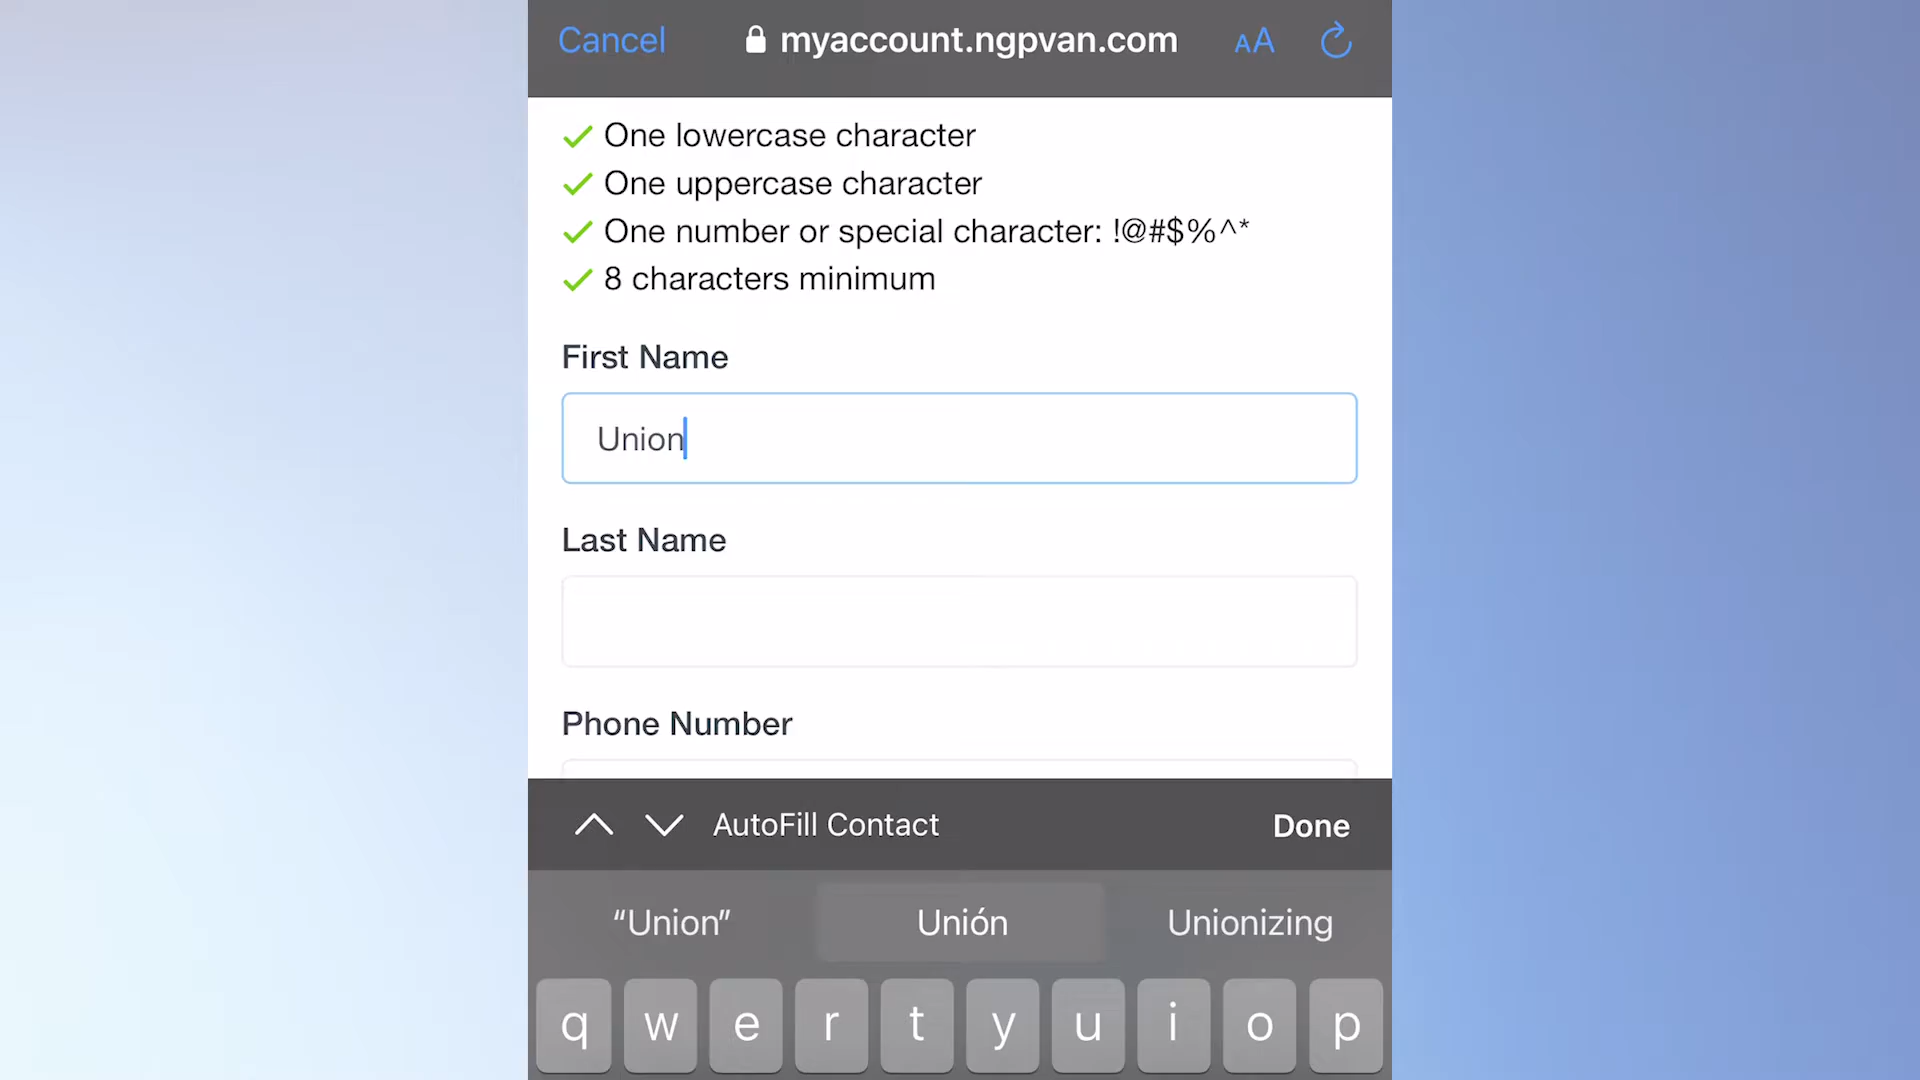 Cancel myaccount.ngpvan.com AA
One lowercase character
One uppercase character
One number or special character: !@#$%^*
8 characters minimum
First Name
Union
Last Name
Phone Number
AutoFill Contact Done
“Union” Unión Unionizing
q w e r t y u i o p